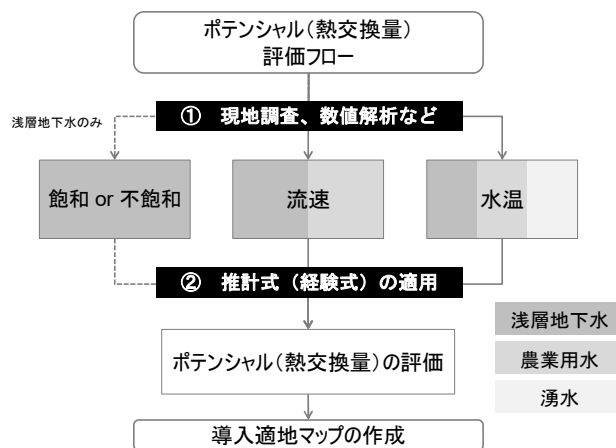 ポテンシャル（熱交換量）
評価フロー
浅層地下水のみ
① 現地調査、数値解析など
飽和 or 不飽和
流速
水温
② 推計式（経験式）の適用
ポテンシャル（熱交換量）の評価
導入適地マップの作成
浅層地下水
農業用水
湧水